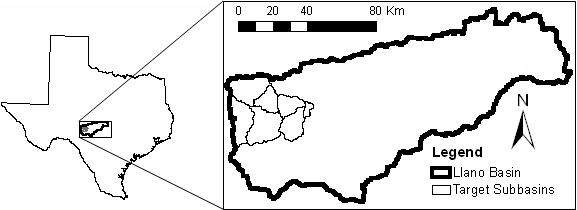 0 20 40 80 Km
N
Legend
Llano Basin
Target Subbasins